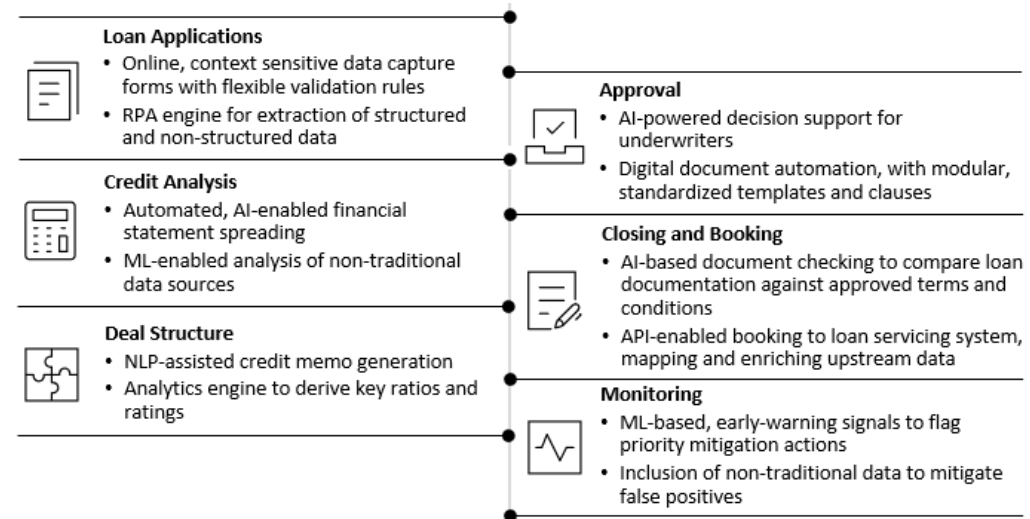 Loan Applications
• Online, context sensitive data capture
forms with flexible validation rules
• RPA engine for extraction of structured
and non-structured data
Credit Analysis
• Automated, AI-enabled financial
statement spreading
• ML-enabled analysis of non-traditional
data sources
Deal Structure
• NLP-assisted credit memo generation
• Analytics engine to derive key ratios and
ratings
Approval
• AI-powered decision support for
underwriters
• Digital document automation, with modular,
standardized templates and clauses
Closing and Booking
• AI-based document checking to compare loan
documentation against approved terms and
conditions
• API-enabled booking to loan servicing system,
mapping and enriching upstream data
Monitoring
• ML-based, early-warning signals to flag
priority mitigation actions
• Inclusion of non-traditional data to mitigate
false positives